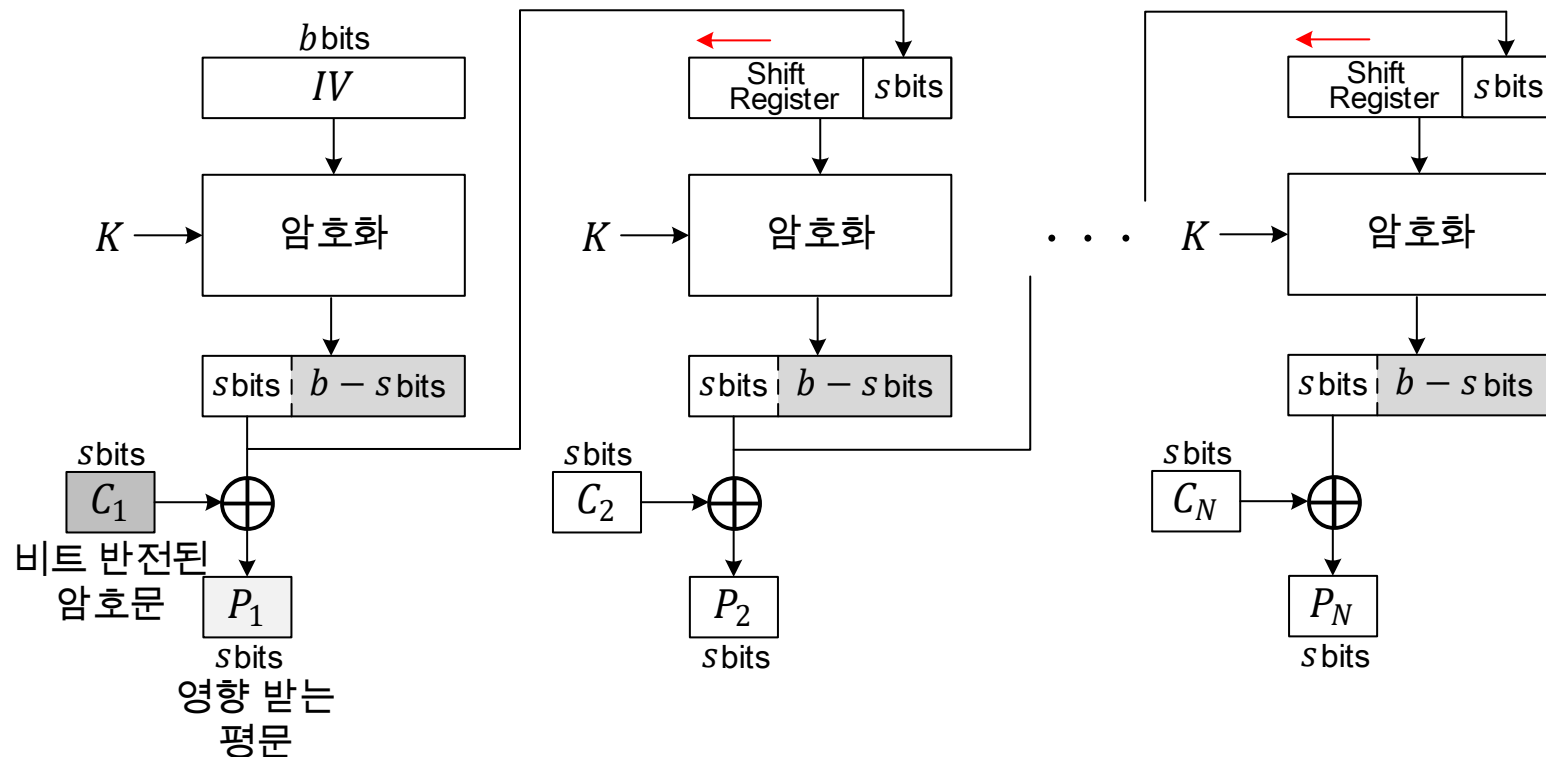 b bits
IV
K
암호화
s bits
b − s bits
s bits
C₁
비트 반전된
암호문
P₁
s bits
영향 받는
평문
Shift
Register
s bits
K
암호화
s bits
b − s bits
s bits
C₂
P₂
s bits
· · ·
Shift
Register
s bits
K
암호화
s bits
b − s bits
s bits
C_N
P_N
s bits